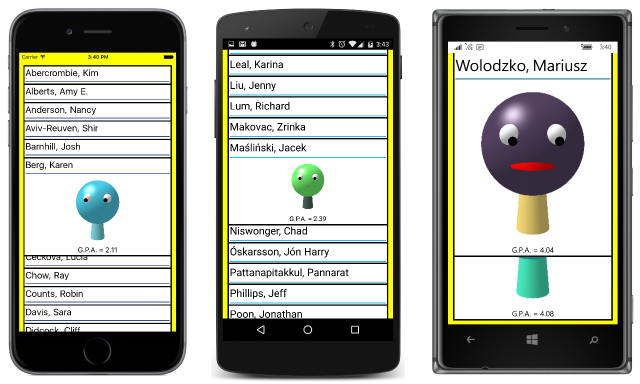 Carrier 3:40 PM
Abercrombie, Kim
Alberts, Amy E.
Anderson, Nancy
Aviv-Reuven, Shir
Barnhill, Josh
Berg, Karen
G.P.A. = 2.11
Čečková, Lucia
Chow, Ray
Counts, Robin
Davis, Sara
Didcock, Cliff
3:43
Leal, Karina
Liu, Jenny
Lum, Richard
Makovac, Zrinka
Maśliński, Jacek
G.P.A. = 2.39
Niswonger, Chad
Óskarsson, Jón Harry
Pattanapitakkul, Pannarat
Phillips, Jeff
Poon, Jonathan
3:40
Wolodzko, Mariusz
G.P.A. = 4.04
G.P.A. = 4.08